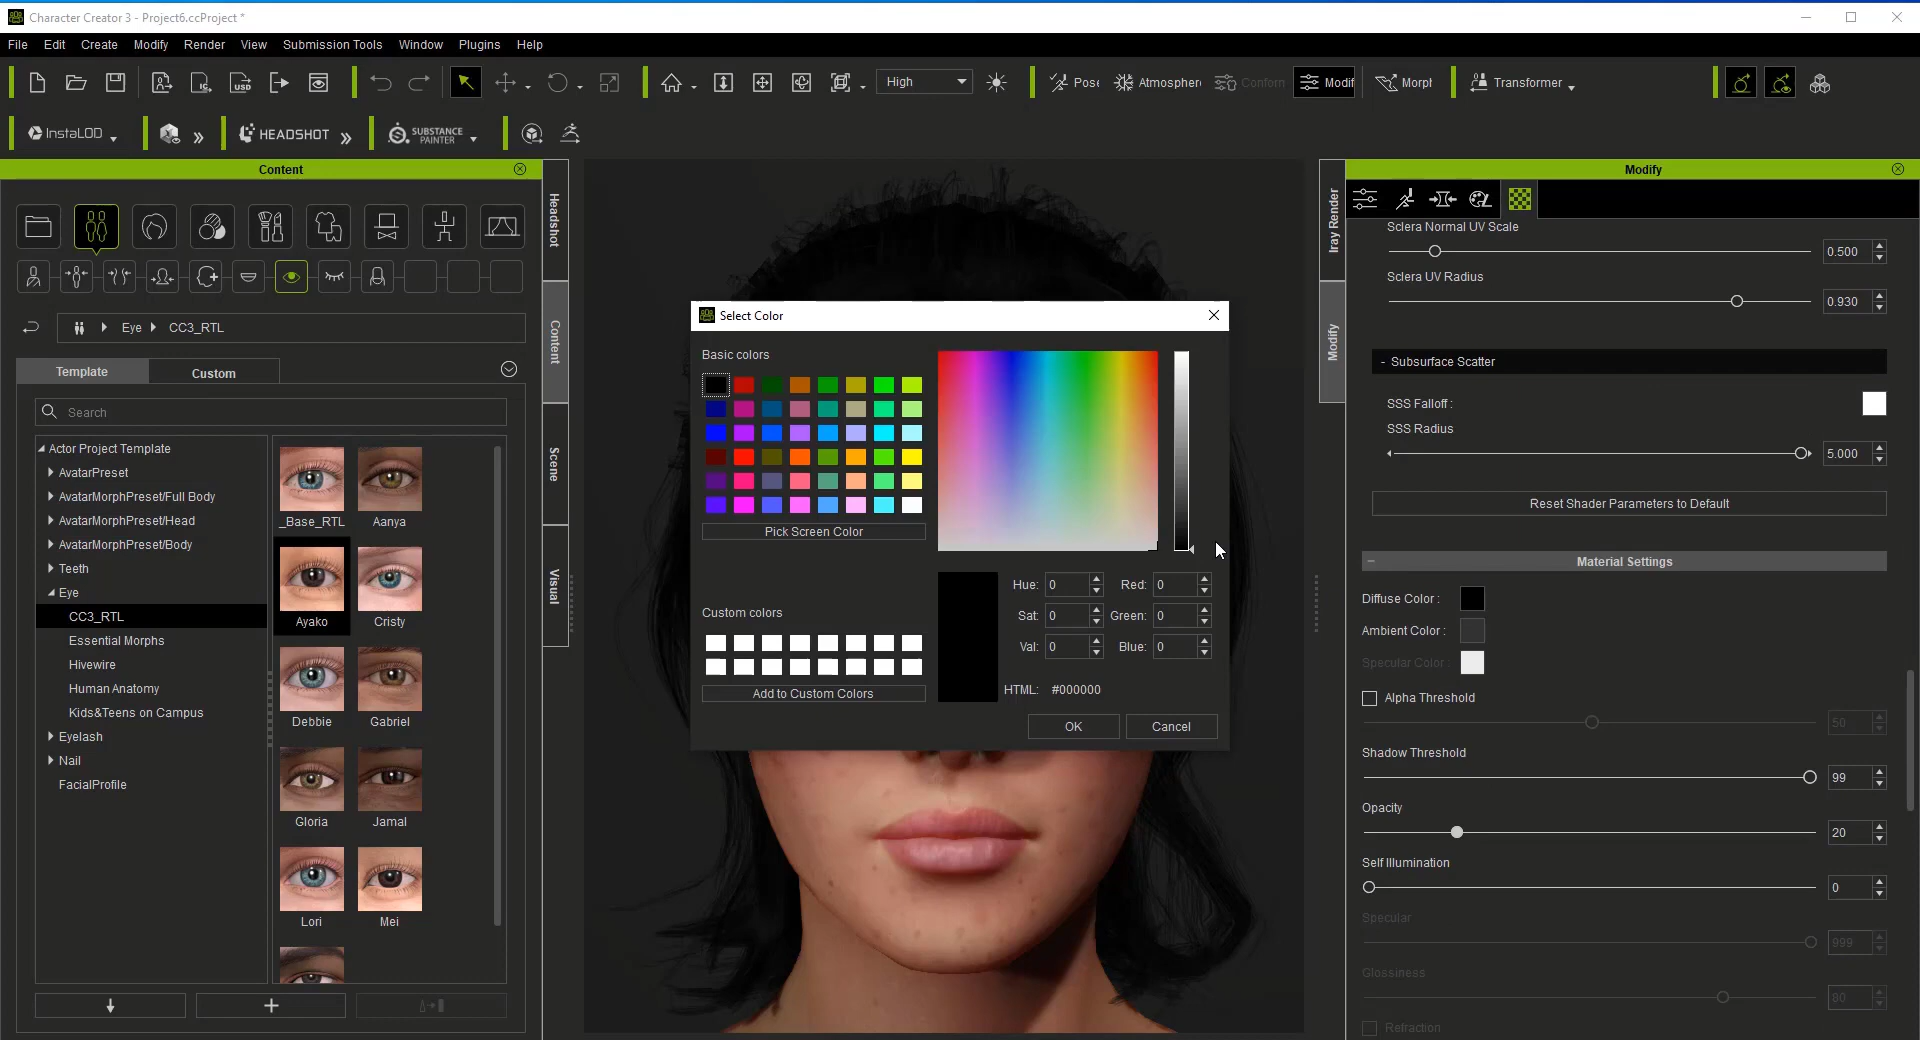 Character Creator 3 - Project6.ccProject *
File Edit Create Modify Render View Submission Tools Window Plugins Help
High Pose Atmosphere Conform Modif Morph Transformer
InstaLOD HEADSHOT SUBSTANCE PAINTER
Content
Headshot
Content
Scene
Visual
Eye CC3_RTL
Template Custom
Search
Actor Project Template
AvatarPreset
AvatarMorphPreset/Full Body
AvatarMorphPreset/Head
AvatarMorphPreset/Body
Teeth
Eye
CC3_RTL
Essential Morphs
Hivewire
Human Anatomy
Kids&Teens on Campus
Eyelash
Nail
FacialProfile
_Base_RTL Aanya
Ayako Cristy
Debbie Gabriel
Gloria Jamal
Lori Mei
Select Color
Basic colors
Pick Screen Color
Custom colors
Add to Custom Colors
Hue: 0 Red: 0
Sat: 0 Green: 0
Val: 0 Blue: 0
HTML: #000000
OK Cancel
Iray Render
Modify
Modify
Sclera Normal UV Scale
0.500
Sclera UV Radius
0.930
- Subsurface Scatter
SSS Falloff :
SSS Radius
5.000
Reset Shader Parameters to Default
Material Settings
Diffuse Color :
Ambient Color :
Specular Color :
Alpha Threshold
50
Shadow Threshold
99
Opacity
20
Self Illumination
0
Specular
999
Glossiness
80
Refraction